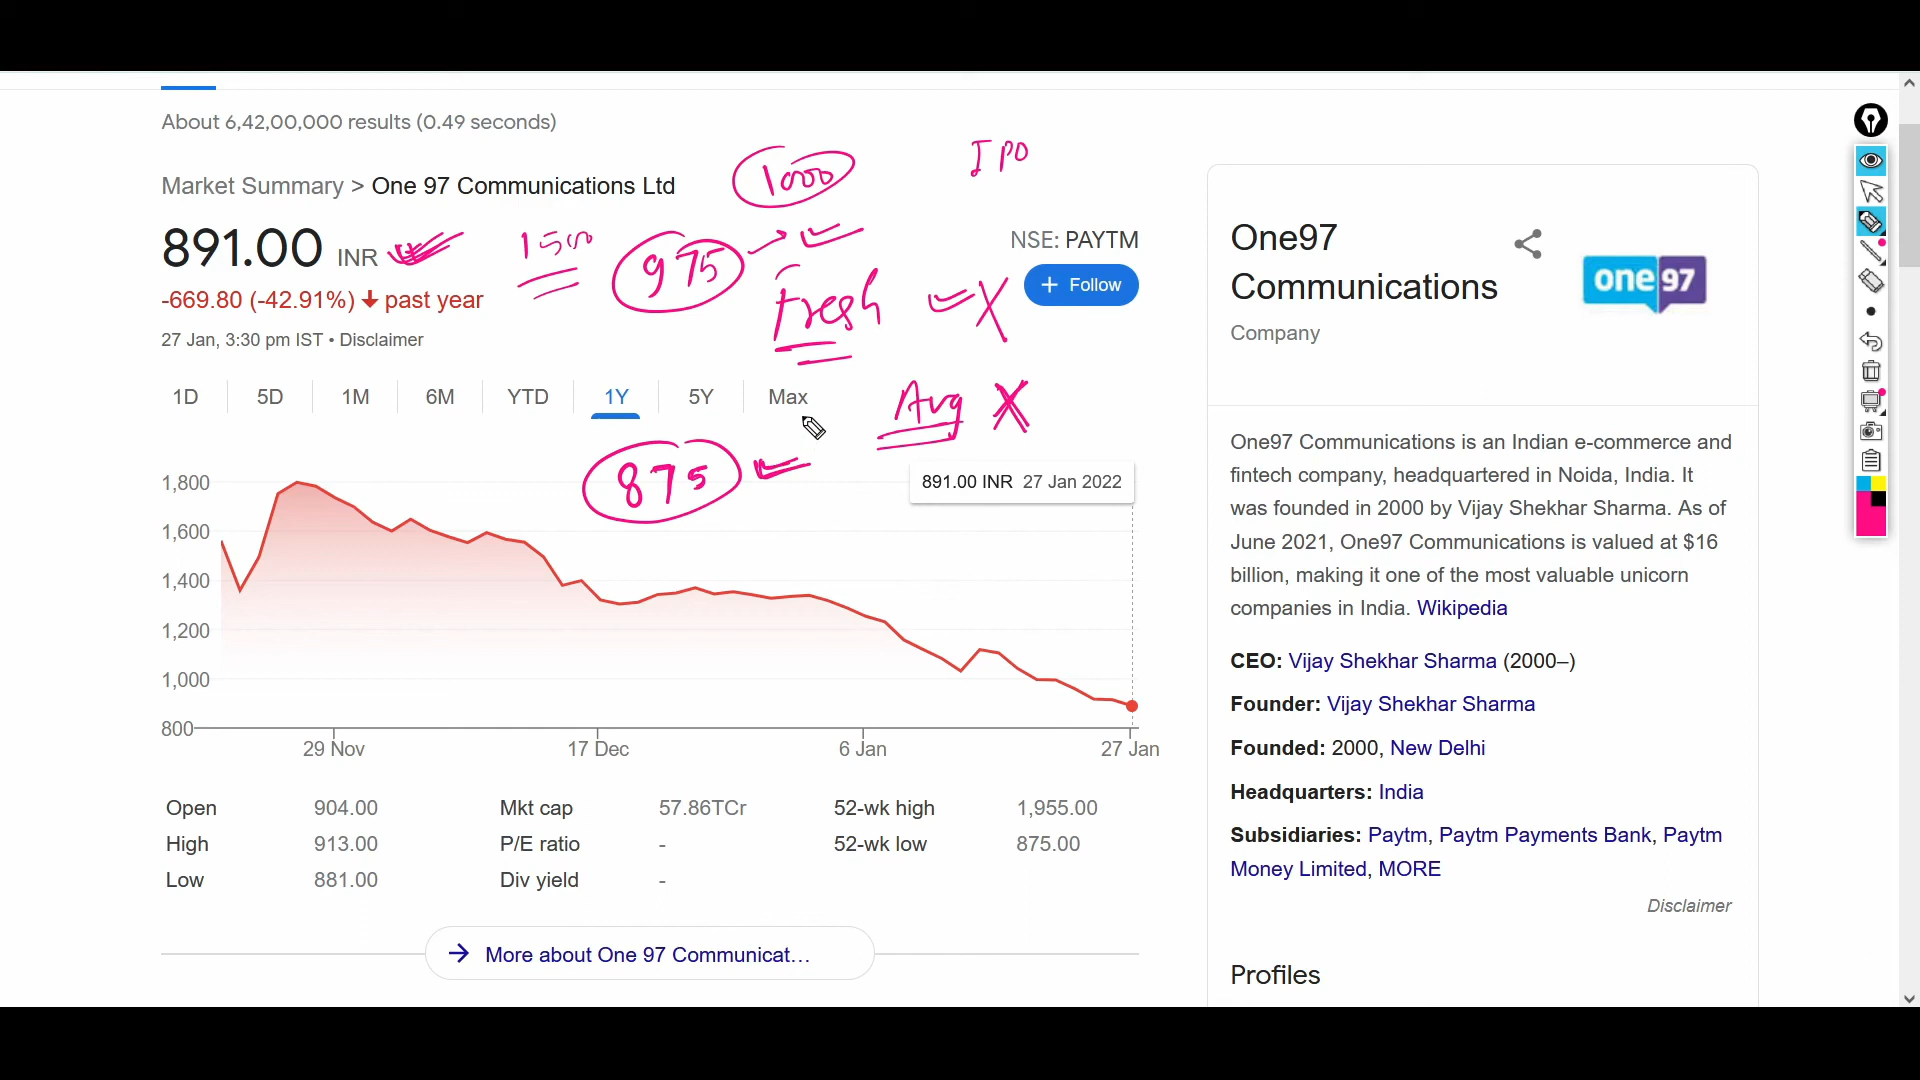 About 6,42,00,000 results (0.49 seconds)
1000
IPO
Market Summary > One 97 Communications Ltd
891.00 INR
1500
975
NSE: PAYTM
Follow
-669.80 (-42.91%) past year
Fresh
27 Jan, 3:30 pm IST • Disclaimer
1D 5D 1M 6M YTD 1Y 5Y Max
Avg
875
891.00 INR 27 Jan 2022
1,800
1,600
1,400
1,200
1,000
800
29 Nov 17 Dec 6 Jan 27 Jan
Open 904.00 Mkt cap 57.86TCr 52-wk high 1,955.00
High 913.00 P/E ratio - 52-wk low 875.00
Low 881.00 Div yield -
More about One 97 Communicat...
One97
Communications
Company
one97
One97 Communications is an Indian e-commerce and
fintech company, headquartered in Noida, India. It
was founded in 2000 by Vijay Shekhar Sharma. As of
June 2021, One97 Communications is valued at $16
billion, making it one of the most valuable unicorn
companies in India. Wikipedia
CEO: Vijay Shekhar Sharma (2000–)
Founder: Vijay Shekhar Sharma
Founded: 2000, New Delhi
Headquarters: India
Subsidiaries: Paytm, Paytm Payments Bank, Paytm
Money Limited, MORE
Disclaimer
Profiles